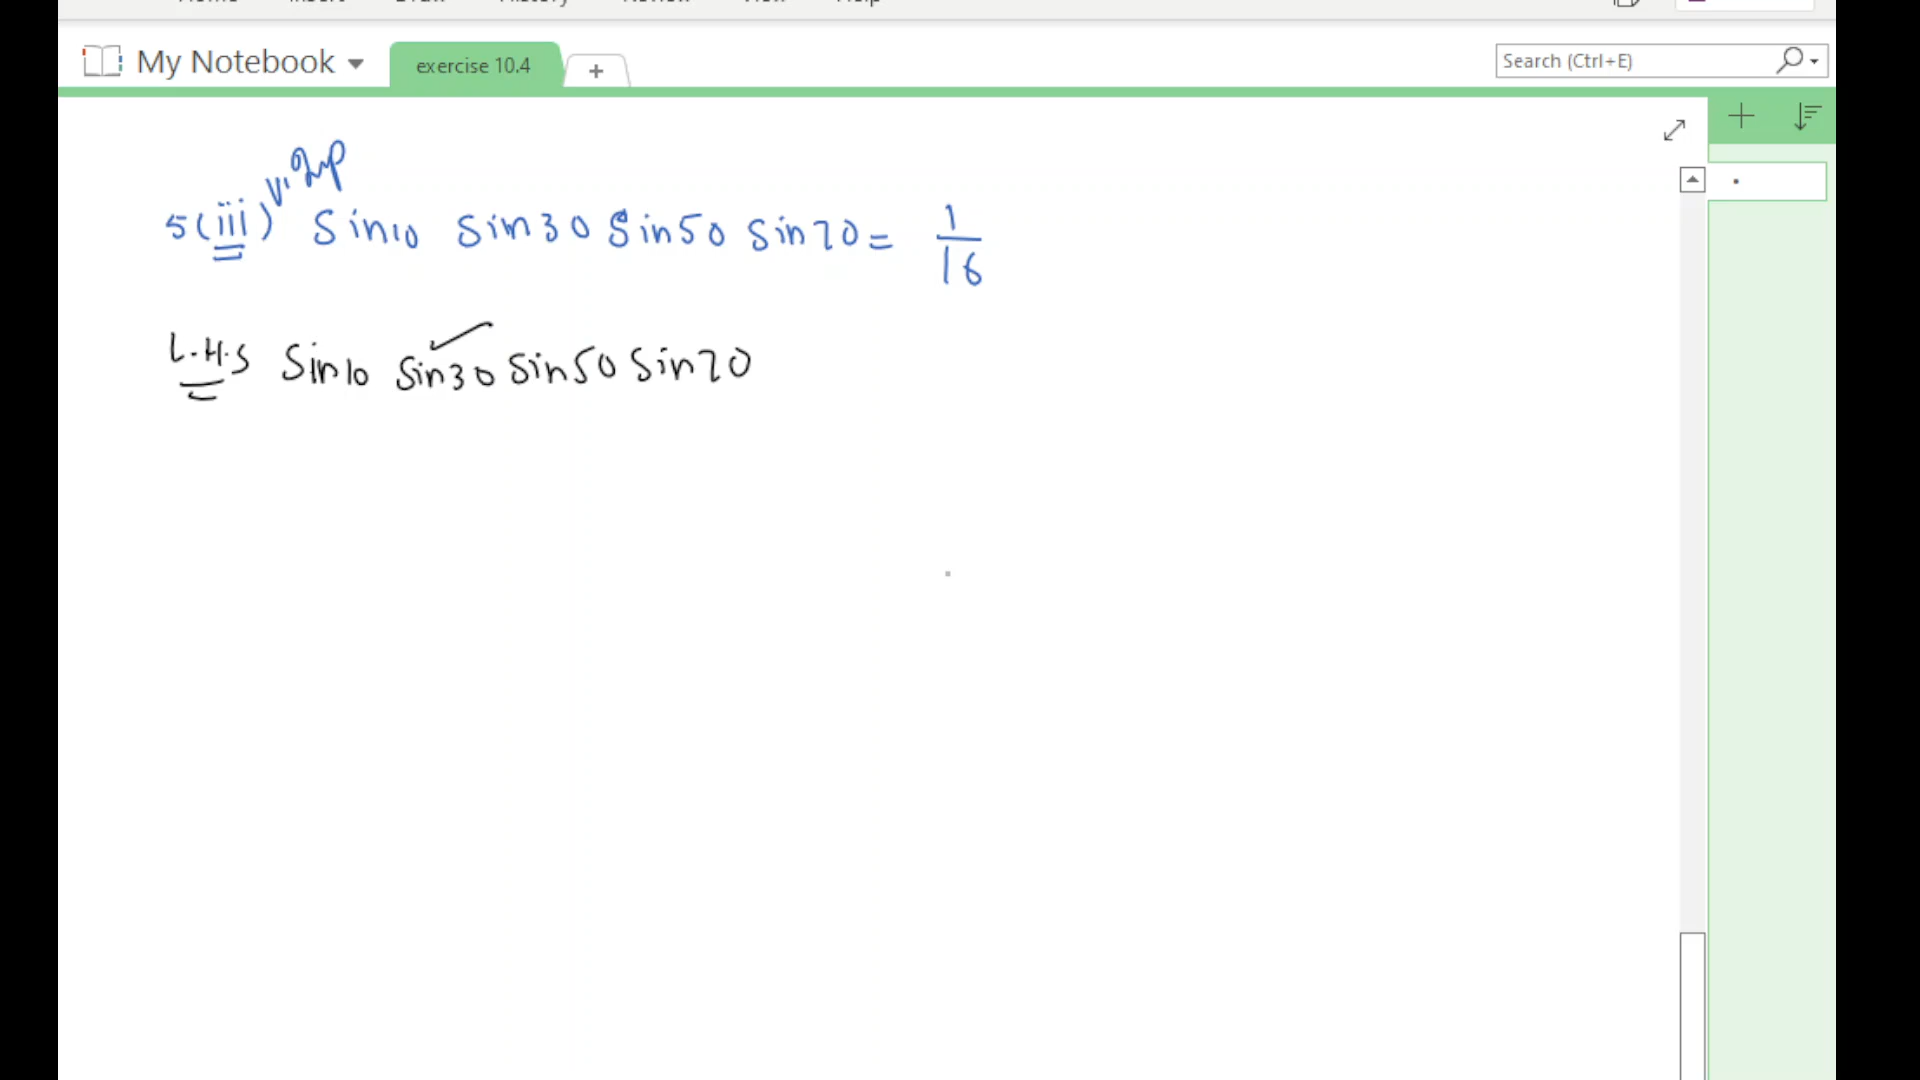 My Notebook
exercise 10.4
+
Search (Ctrl+E)
V. Imp
5(iii) Sin10 Sin30 Sin50 Sin70 = 1/16
L.H.S Sin10 Sin30 Sin50 Sin70